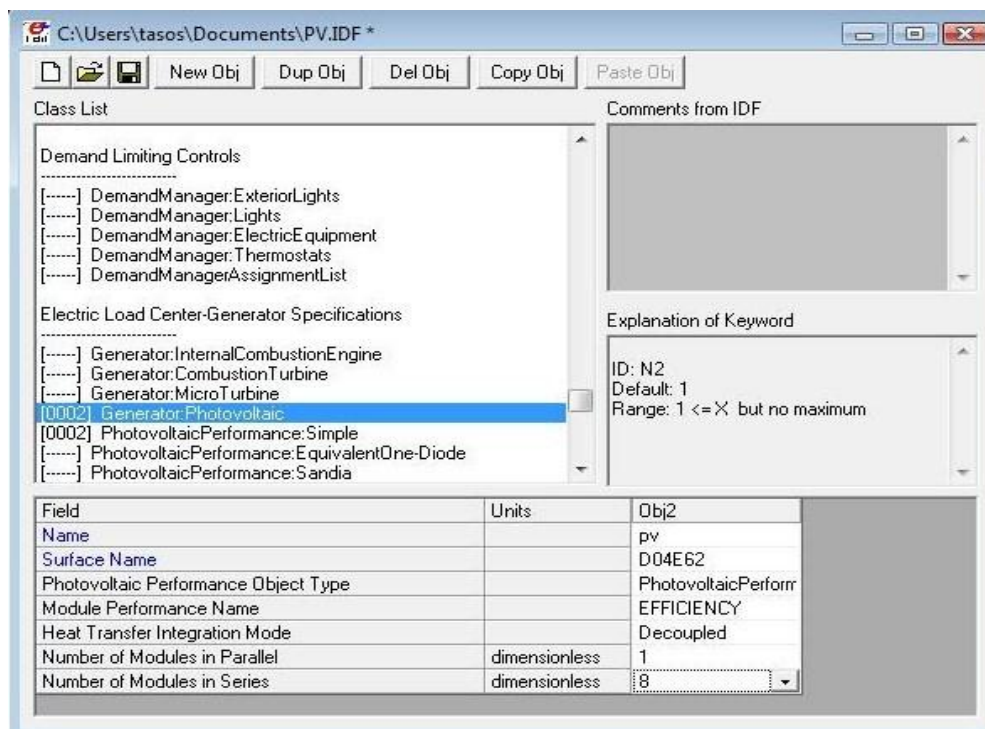 C:\Users\tasos\Documents\PV.IDF *
New Obj Dup Obj Del Obj Copy Obj Paste Obj
Class List
Comments from IDF
Demand Limiting Controls
---------------------------
[------] DemandManager:ExteriorLights
[------] DemandManager:Lights
[------] DemandManager:ElectricEquipment
[------] DemandManager:Thermostats
[------] DemandManagerAssignmentList
Electric Load Center-Generator Specifications
---------------------------
[------] Generator:InternalCombustionEngine
[------] Generator:CombustionTurbine
[------] Generator:MicroTurbine
[0002] Generator:Photovoltaic
[0002] PhotovoltaicPerformance:Simple
[------] PhotovoltaicPerformance:EquivalentOne-Diode
[------] PhotovoltaicPerformance:Sandia
Explanation of Keyword
ID: N2
Default: 1
Range: 1 <= X but no maximum
Field Units Obj2
Name pv
Surface Name D04E62
Photovoltaic Performance Object Type PhotovoltaicPerform
Module Performance Name EFFICIENCY
Heat Transfer Integration Mode Decoupled
Number of Modules in Parallel dimensionless 1
Number of Modules in Series dimensionless 8